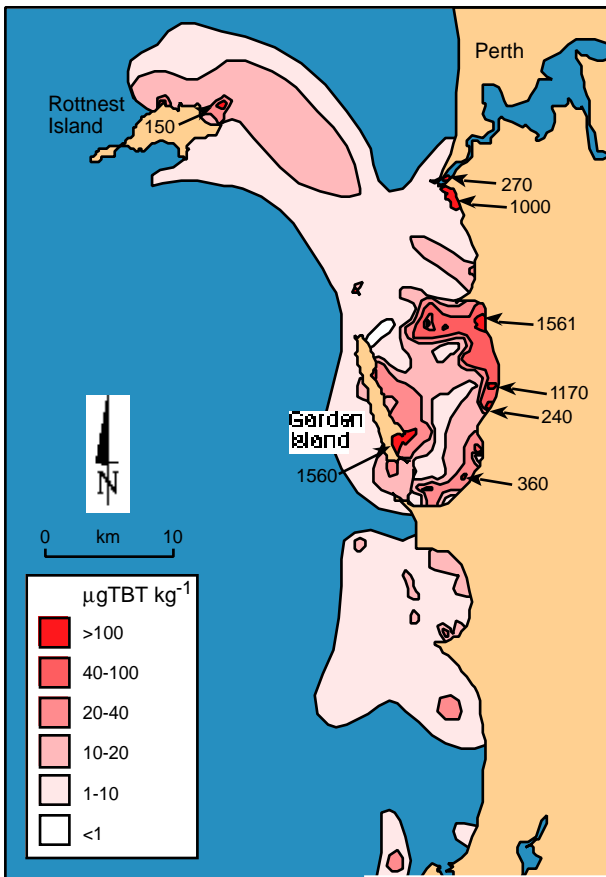 Perth
Rottnest
Island
150
270
1000
1561
1170
240
Garden
Island
1560
360
N
0 km 10
µgTBT kg⁻¹
>100
40-100
20-40
10-20
1-10
<1